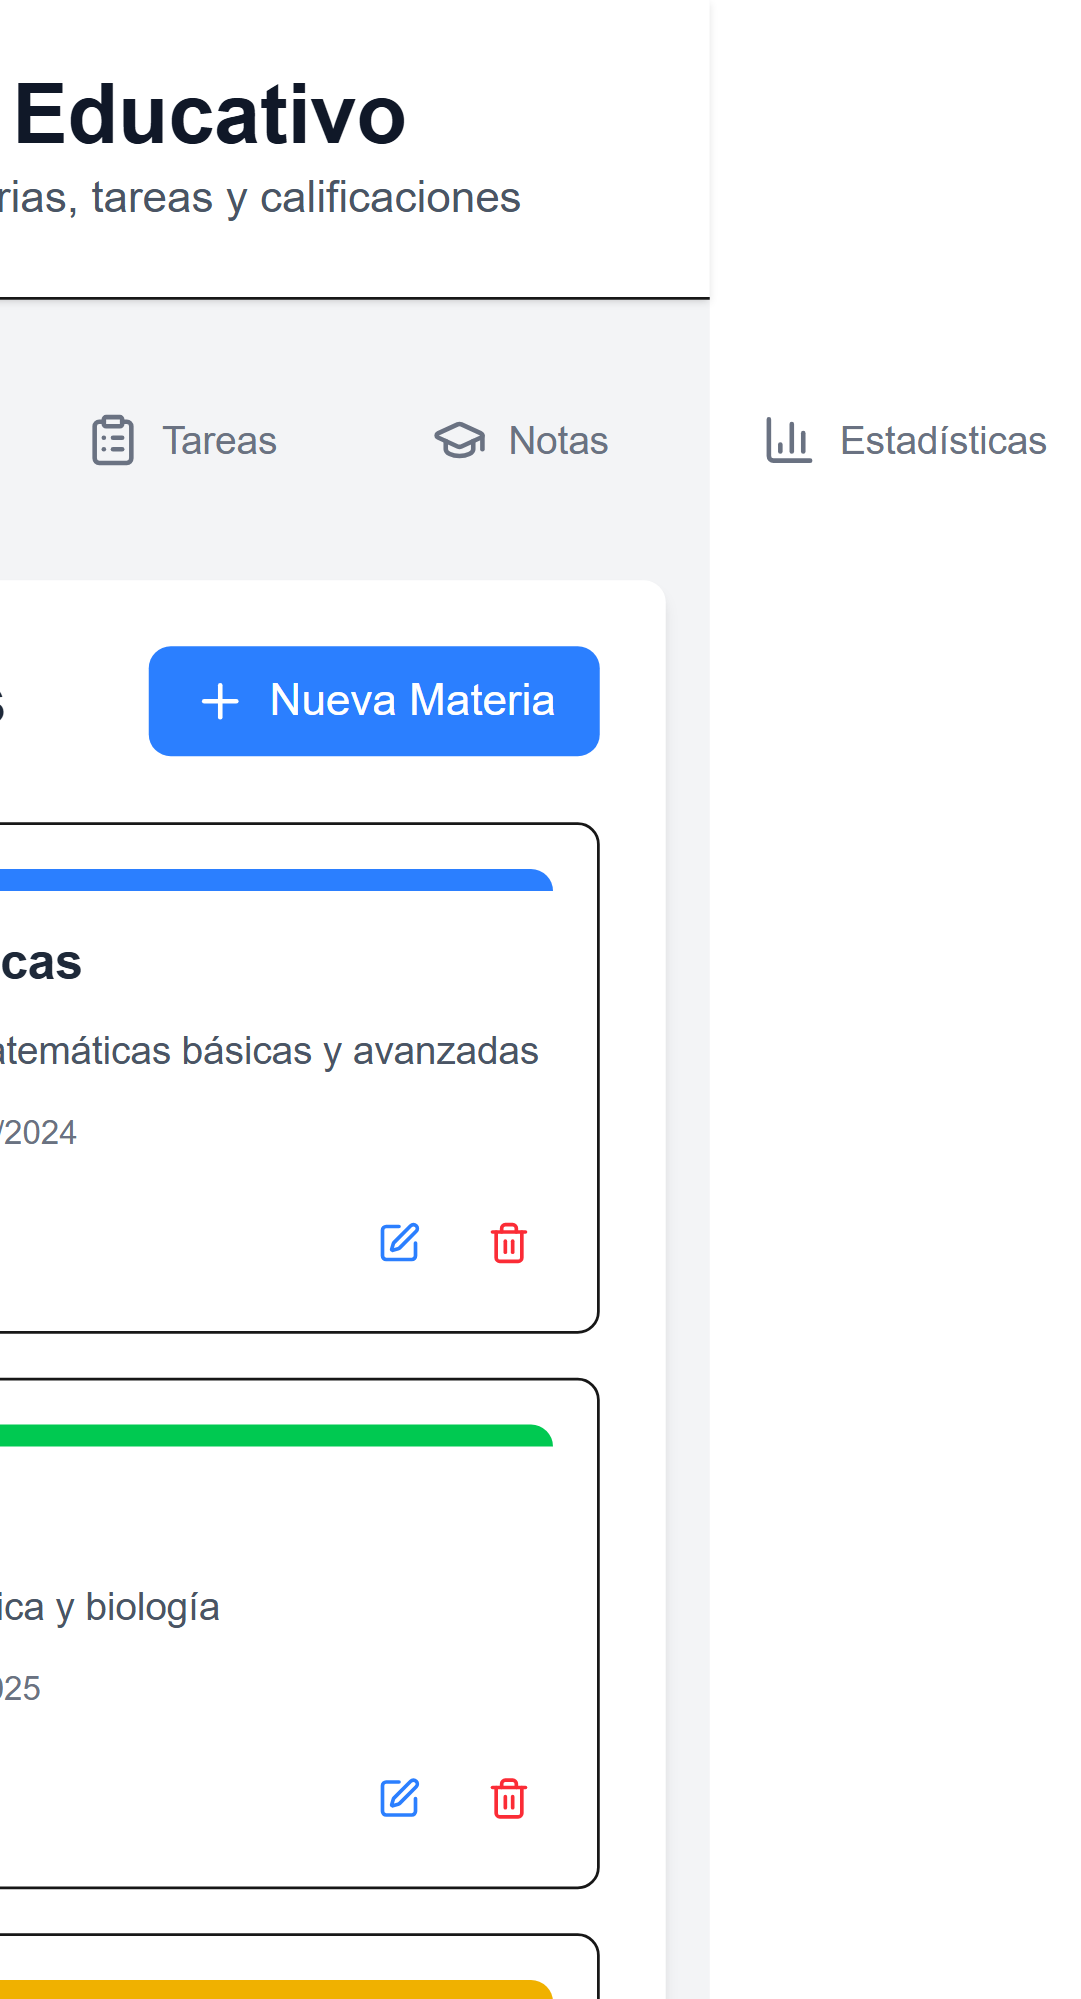 Educativo
rias, tareas y calificaciones
Tareas
Notas
Estadísticas
s
Nueva Materia
cas
atemáticas básicas y avanzadas
/2024
ica y biología
025